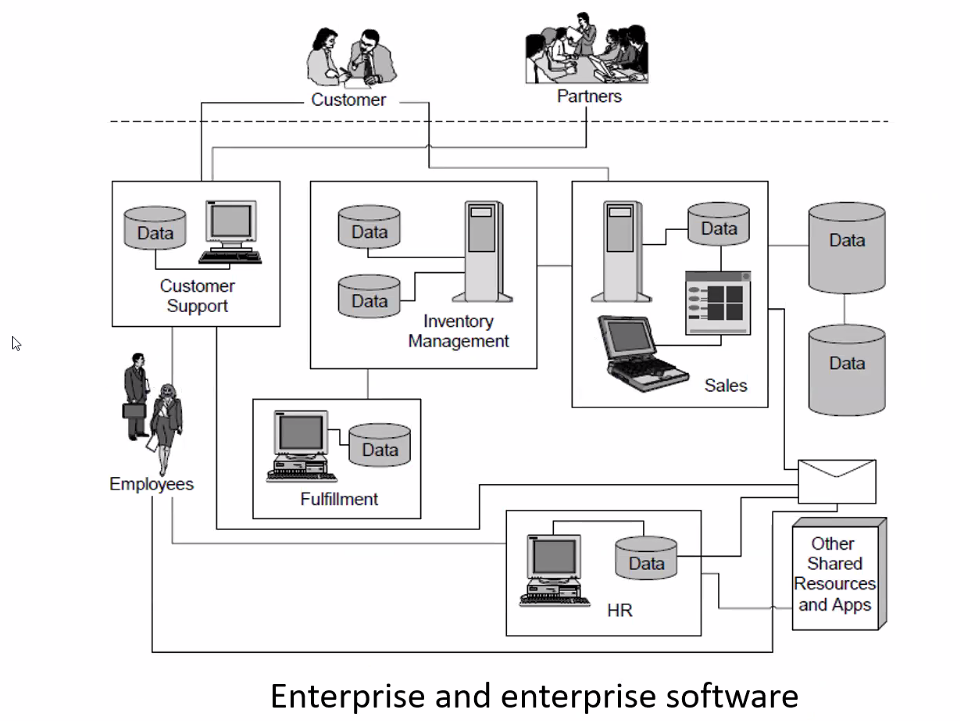 Customer
Partners
Data
Customer
Support
Data
Data
Inventory
Management
Data
Sales
Data
Data
Employees
Data
Fulfillment
Data
HR
Other
Shared
Resources
and Apps
Enterprise and enterprise software